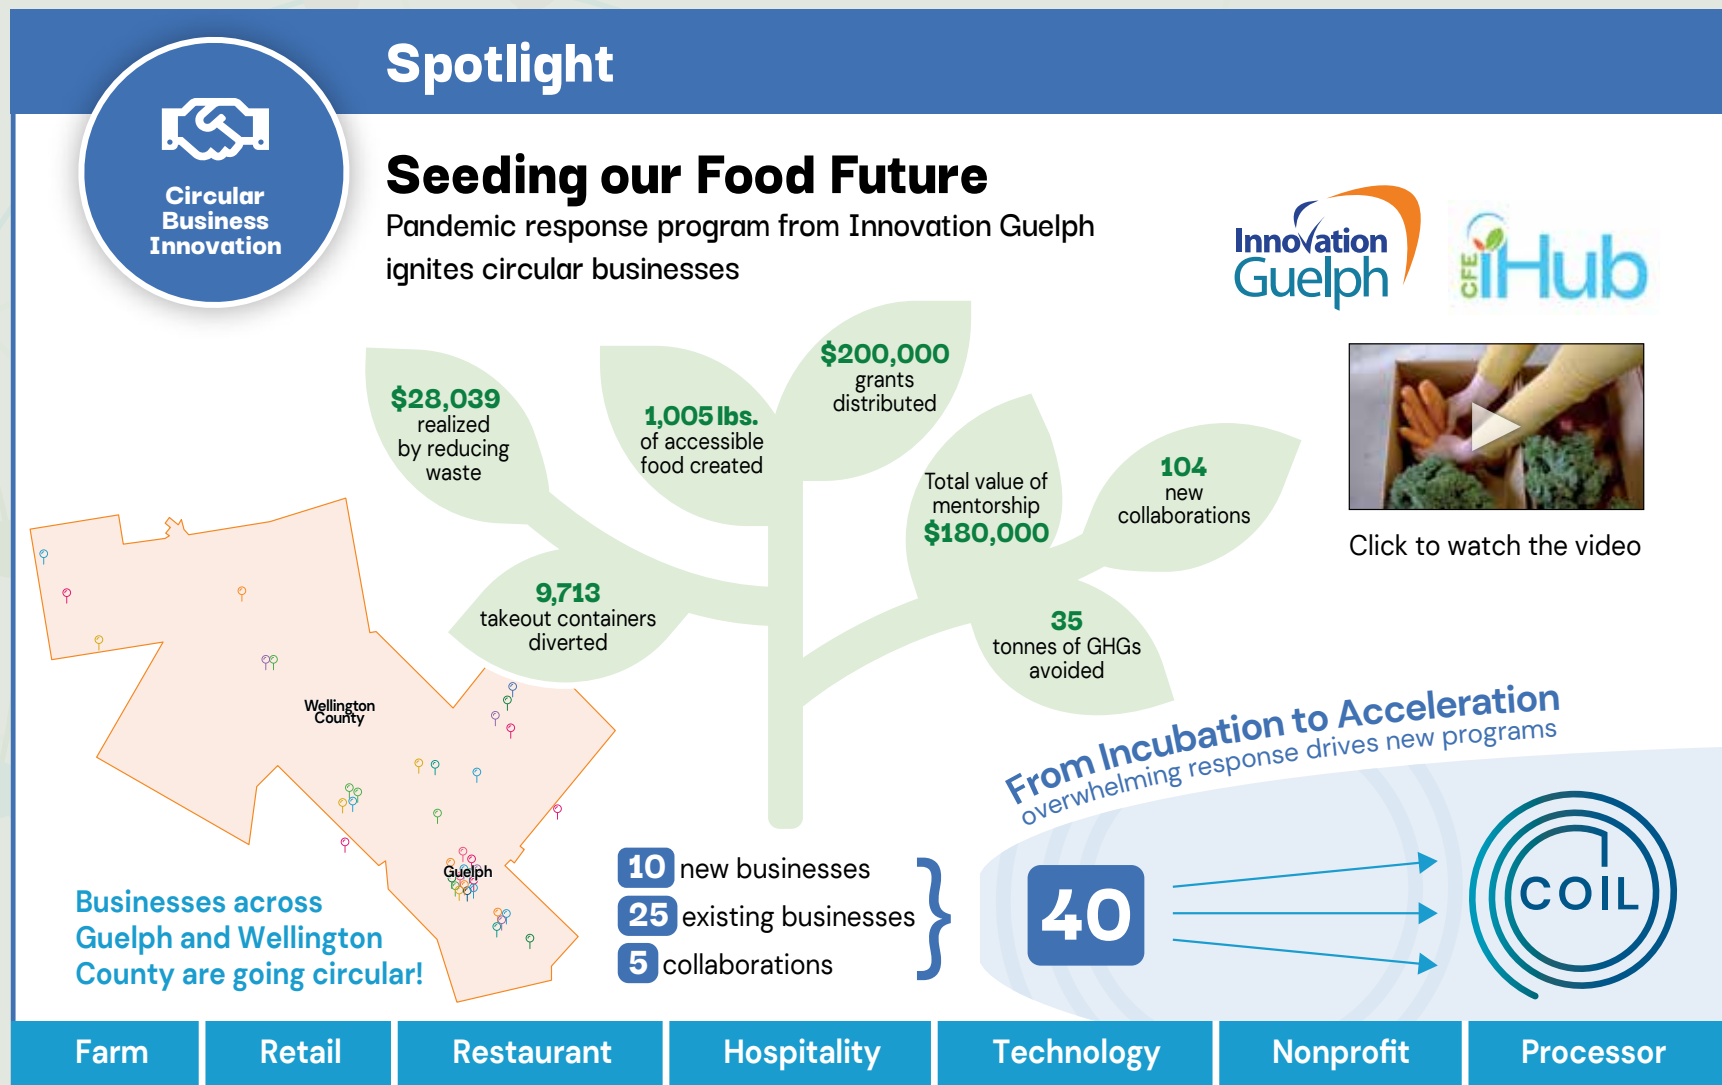 Spotlight
Circular
Business
Innovation
Seeding our Food Future
Pandemic response program from Innovation Guelph
ignites circular businesses
Innovation
Guelph
CFE
iHub
$28,039
realized
by reducing
waste
1,005 lbs.
of accessible
food created
$200,000
grants
distributed
Total value of
mentorship
$180,000
104
new
collaborations
9,713
takeout containers
diverted
35
tonnes of GHGs
avoided
Click to watch the video
Wellington
County
Guelph
Businesses across
Guelph and Wellington
County are going circular!
10 new businesses
25 existing businesses
5 collaborations
From Incubation to Acceleration
overwhelming response drives new programs
40
COIL
Farm
Retail
Restaurant
Hospitality
Technology
Nonprofit
Processor